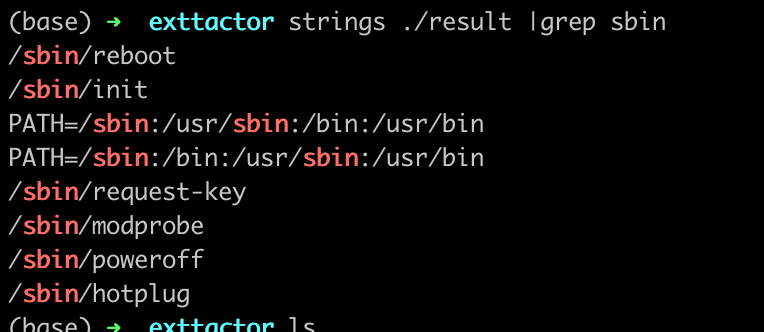 (base) ➜ exttactor strings ./result |grep sbin
/sbin/reboot
/sbin/init
PATH=/sbin:/usr/sbin:/bin:/usr/bin
PATH=/sbin:/bin:/usr/sbin:/usr/bin
/sbin/request-key
/sbin/modprobe
/sbin/poweroff
/sbin/hotplug
(base) ➜ exttactor ls